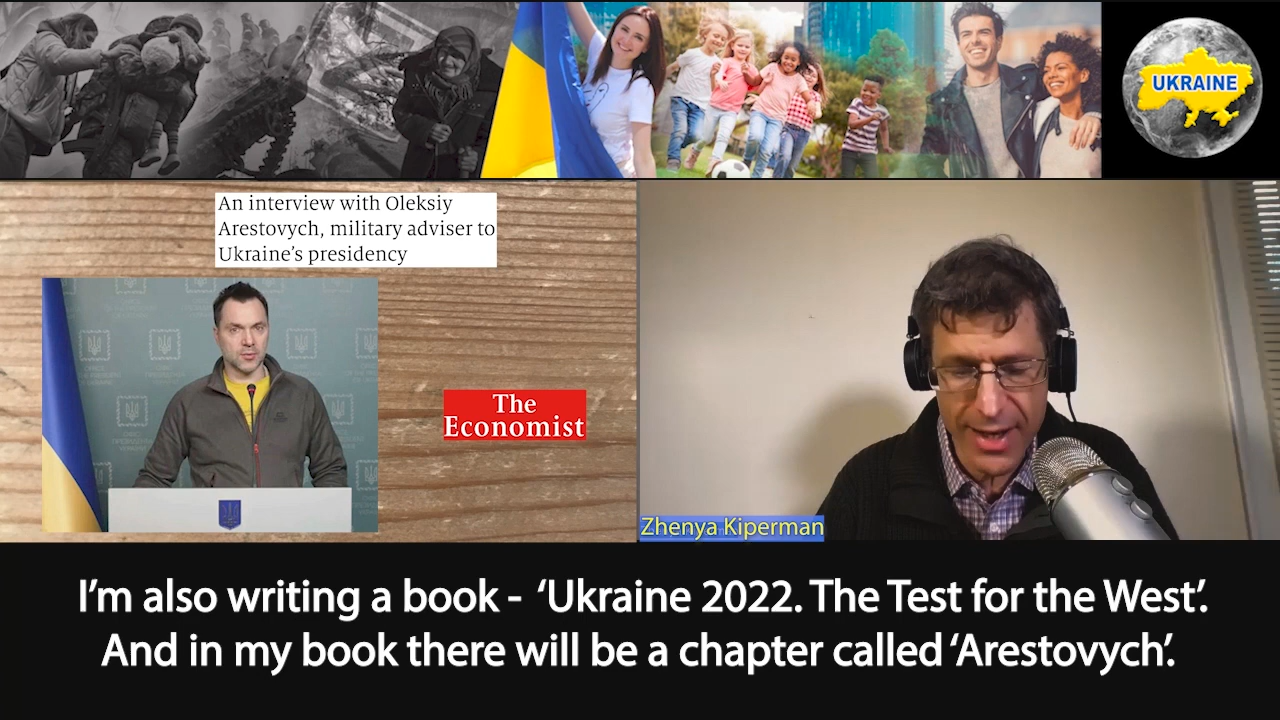 UKRAINE
An interview with Oleksiy
Arestovych, military adviser to
Ukraine's presidency
The
Economist
Zhenya Kiperman
I'm also writing a book - 'Ukraine 2022. The Test for the West'.
And in my book there will be a chapter called 'Arestovych'.